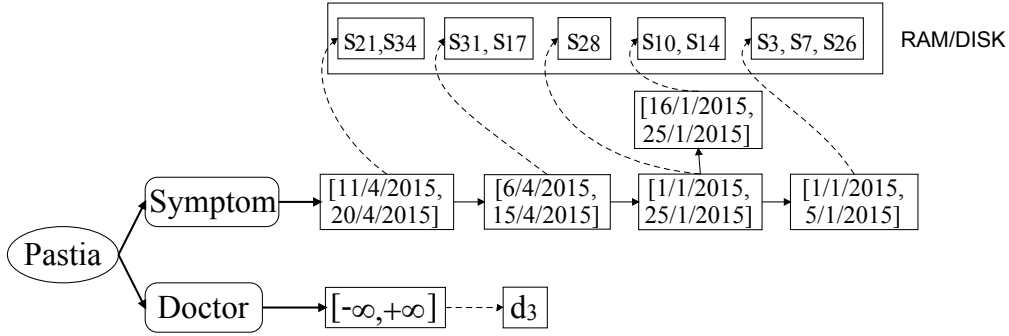 s21,s34 s31, s17 s28 s10, s14 s3, s7, s26 RAM/DISK
[16/1/2015,
25/1/2015]
[11/4/2015,
20/4/2015]
[6/4/2015,
15/4/2015]
[1/1/2015,
25/1/2015]
[1/1/2015,
5/1/2015]
Symptom
Pastia
Doctor
[-∞,+∞]
d3